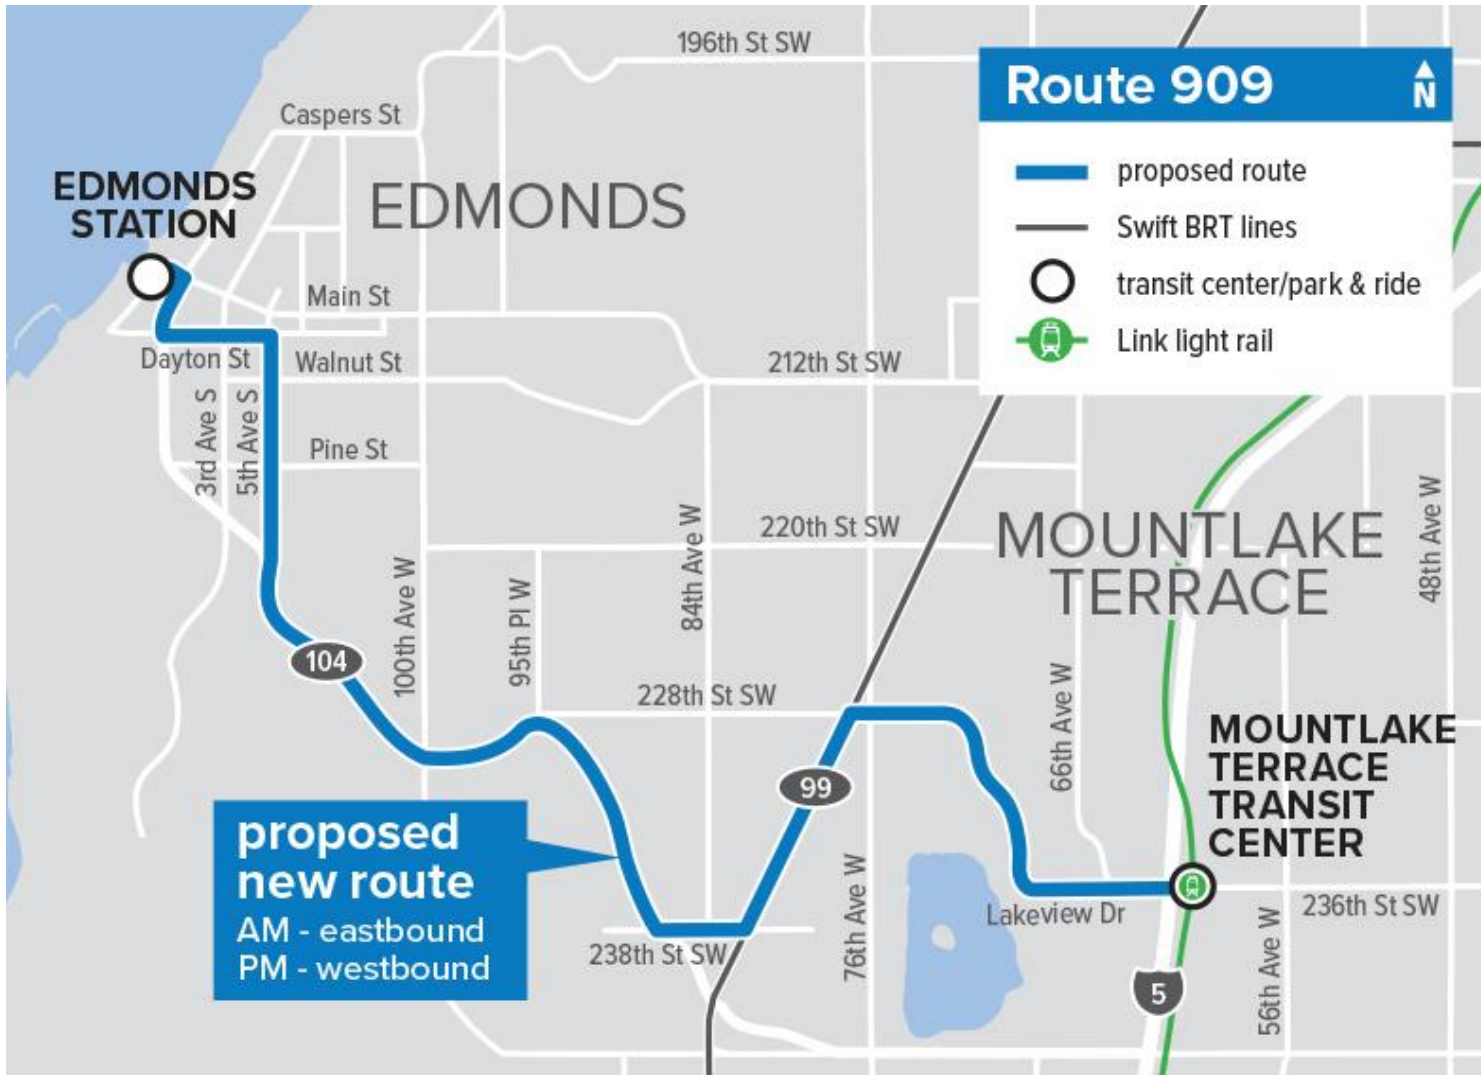 196th St SW
Route 909
N
Caspers St
proposed route
EDMONDS
STATION
EDMONDS
Swift BRT lines
transit center/park & ride
Main St
Link light rail
Dayton St
Walnut St
212th St SW
3rd Ave S
5th Ave S
Pine St
84th Ave W
220th St SW
MOUNTLAKE
TERRACE
48th Ave W
100th Ave W
95th Pl W
104
228th St SW
66th Ave W
MOUNTLAKE
TERRACE
TRANSIT
CENTER
99
proposed
new route
AM - eastbound
PM - westbound
238th St SW
76th Ave W
Lakeview Dr
236th St SW
56th Ave W
5